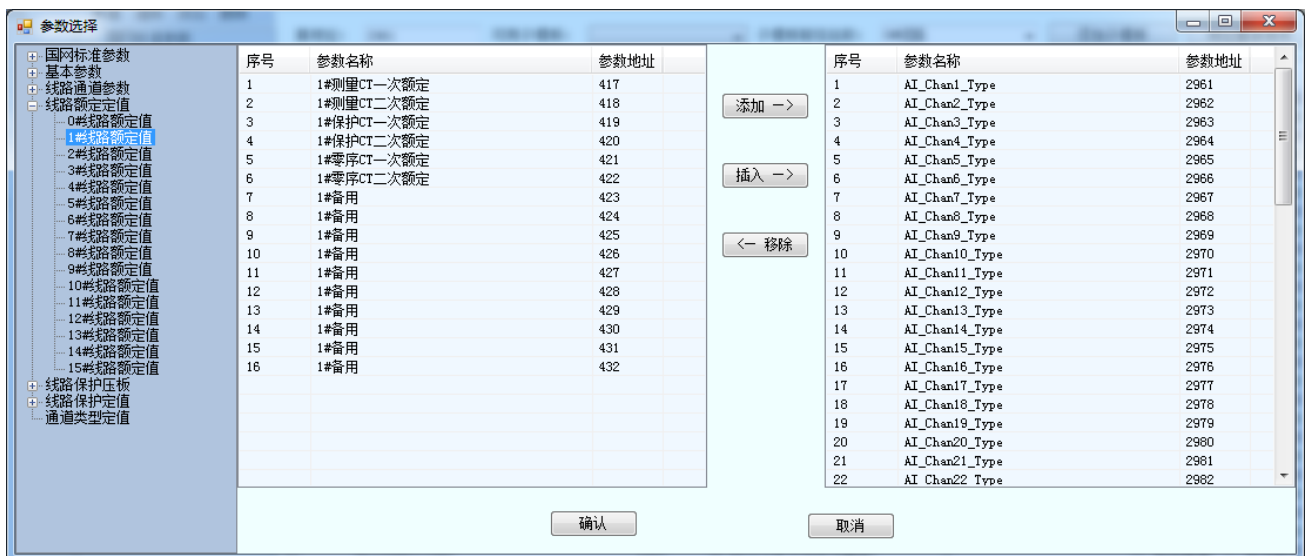 参数选择
国网标准参数
基本参数
线路通道参数
线路额定定值
0#线路额定值
1#线路额定值
2#线路额定值
3#线路额定值
4#线路额定值
5#线路额定值
6#线路额定值
7#线路额定值
8#线路额定值
9#线路额定值
10#线路额定值
11#线路额定值
12#线路额定值
13#线路额定值
14#线路额定值
15#线路额定值
线路保护压板
线路保护定值
通道类型定值
序号 参数名称 参数地址
1 1#测量CT一次额定 417
2 1#测量CT二次额定 418
3 1#保护CT一次额定 419
4 1#保护CT二次额定 420
5 1#零序CT一次额定 421
6 1#零序CT二次额定 422
7 1#备用 423
8 1#备用 424
9 1#备用 425
10 1#备用 426
11 1#备用 427
12 1#备用 428
13 1#备用 429
14 1#备用 430
15 1#备用 431
16 1#备用 432
添加 —>
插入 —>
<— 移除
序号 参数名称 参数地址
1 AI_Chan1_Type 2961
2 AI_Chan2_Type 2962
3 AI_Chan3_Type 2963
4 AI_Chan4_Type 2964
5 AI_Chan5_Type 2965
6 AI_Chan6_Type 2966
7 AI_Chan7_Type 2967
8 AI_Chan8_Type 2968
9 AI_Chan9_Type 2969
10 AI_Chan10_Type 2970
11 AI_Chan11_Type 2971
12 AI_Chan12_Type 2972
13 AI_Chan13_Type 2973
14 AI_Chan14_Type 2974
15 AI_Chan15_Type 2975
16 AI_Chan16_Type 2976
17 AI_Chan17_Type 2977
18 AI_Chan18_Type 2978
19 AI_Chan19_Type 2979
20 AI_Chan20_Type 2980
21 AI_Chan21_Type 2981
22 AI_Chan22_Type 2982
确认
取消